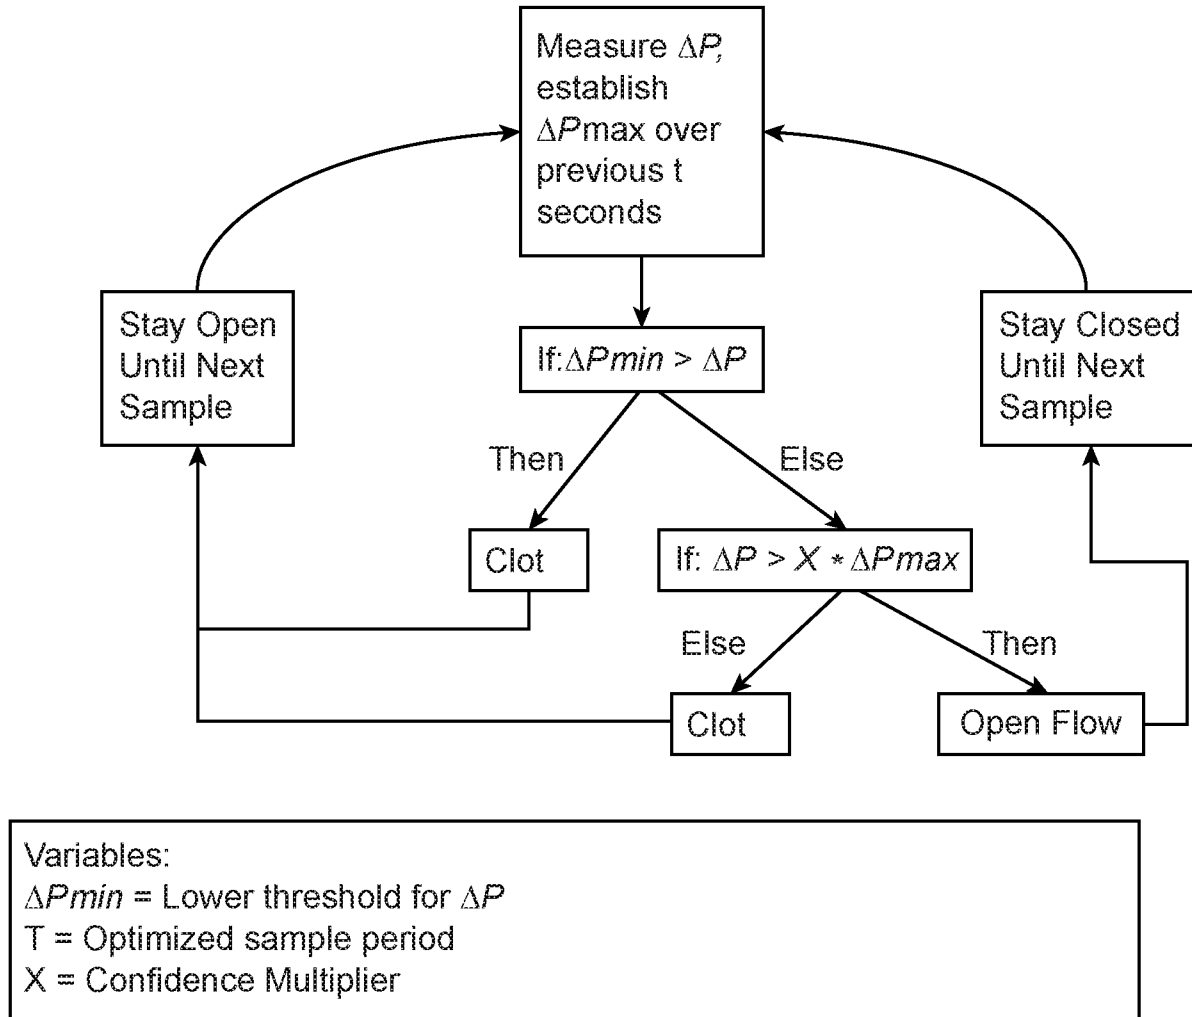 Measure ΔP,
establish
ΔPmax over
previous t
seconds
Stay Open
Until Next
Sample
Stay Closed
Until Next
Sample
If:ΔPmin > ΔP
Then
Else
Clot
If: ΔP > X * ΔPmax
Else
Then
Clot
Open Flow
Variables:
ΔPmin = Lower threshold for ΔP
T = Optimized sample period
X = Confidence Multiplier